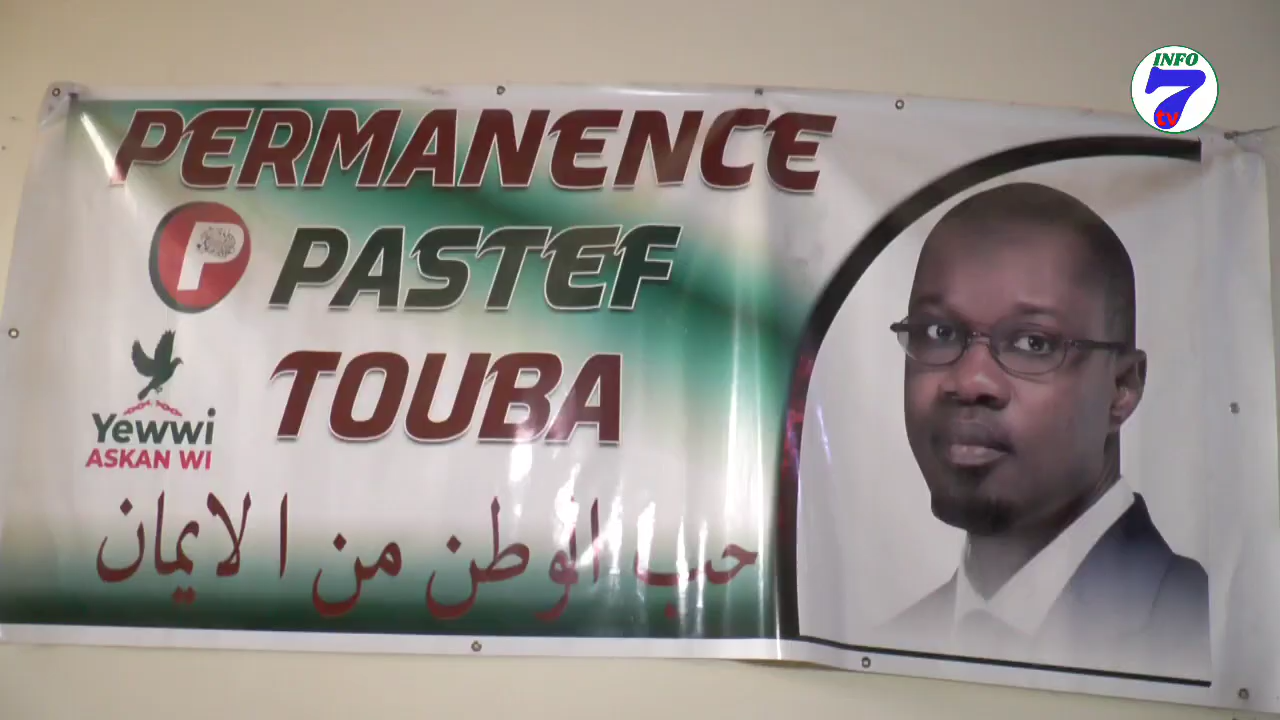 INFO
7
tv
PERMANENCE
P PASTEF
TOUBA
Yewwi
ASKAN WI
حب الوطن من الايمان